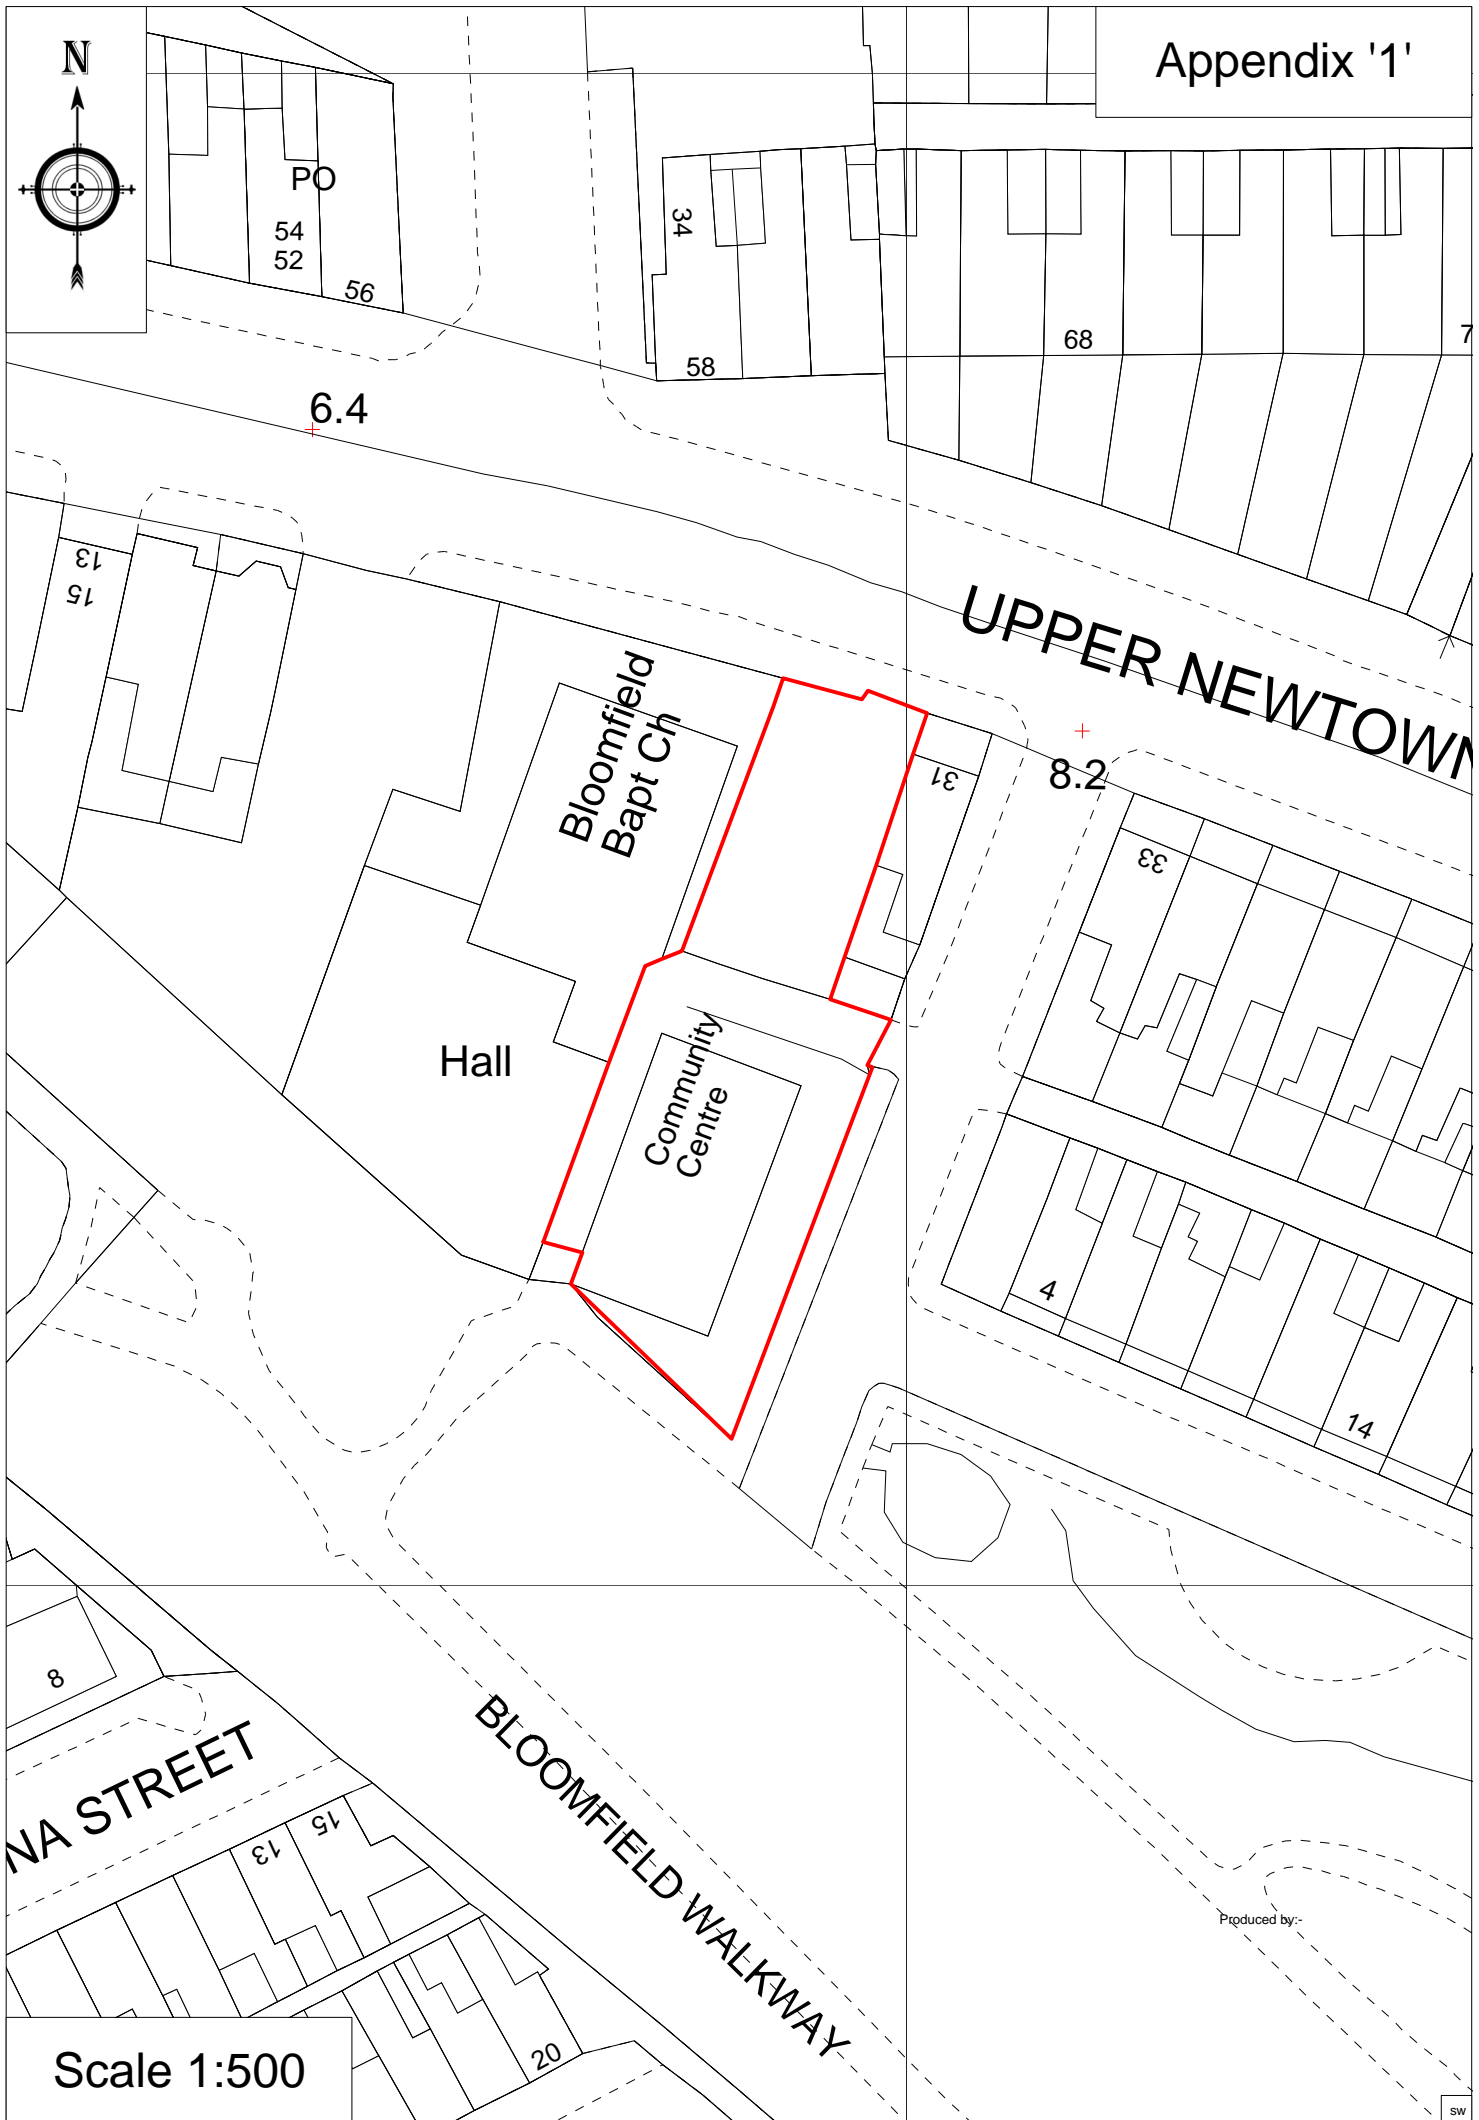 N
Appendix '1'
PO
54
52
56
34
58
68
7
6.4
13
15
UPPER NEWTOWN
Bloomfield
Bapt Ch
31
8.2
33
Hall
Community
Centre
4
14
8
NA STREET
BLOOMFIELD WALKWAY
15
13
20
Produced by:-
Scale 1:500
sw